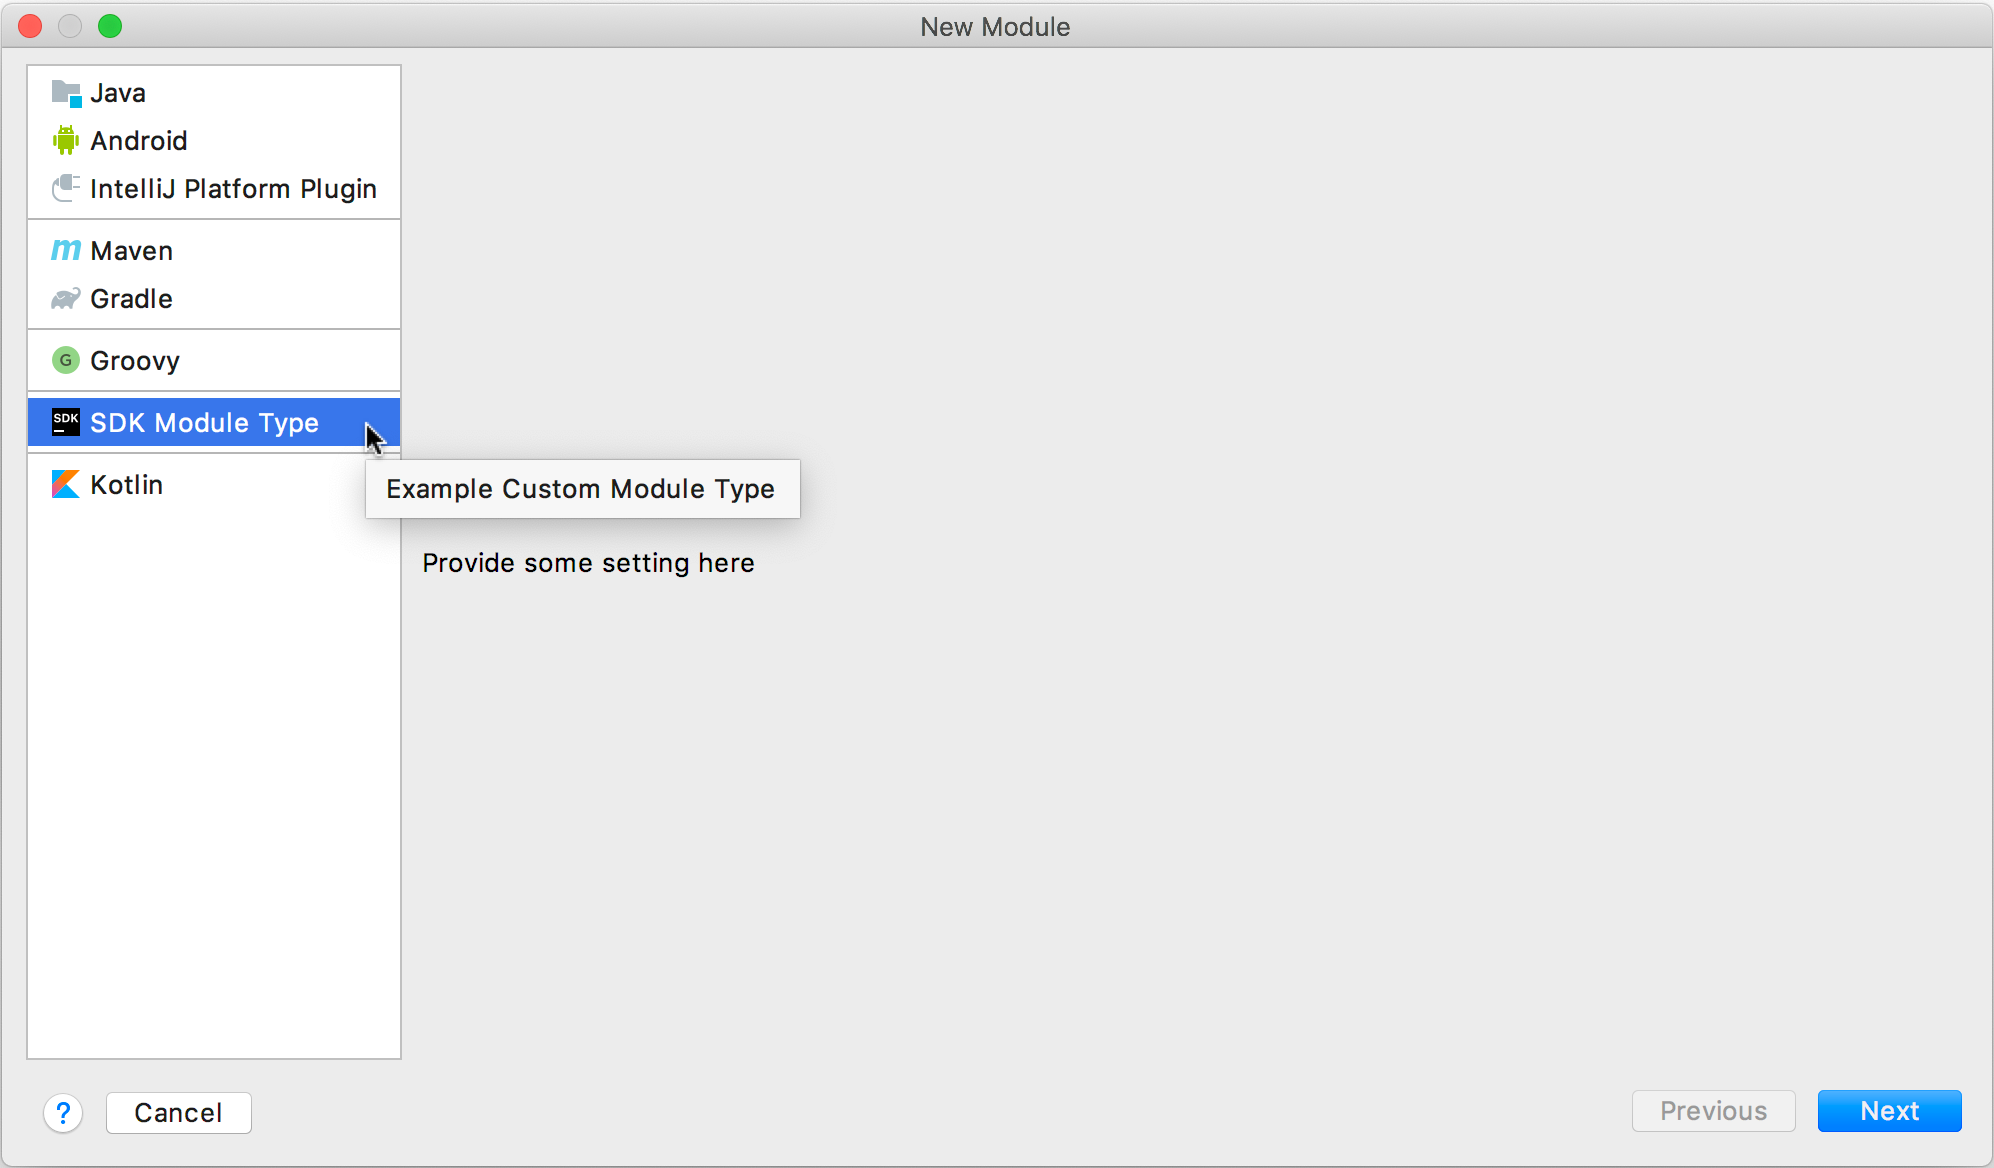 New Module
Java
Android
IntelliJ Platform Plugin
m Maven
Gradle
G Groovy
SDK SDK Module Type
Kotlin
Example Custom Module Type
Provide some setting here
? Cancel
Previous
Next